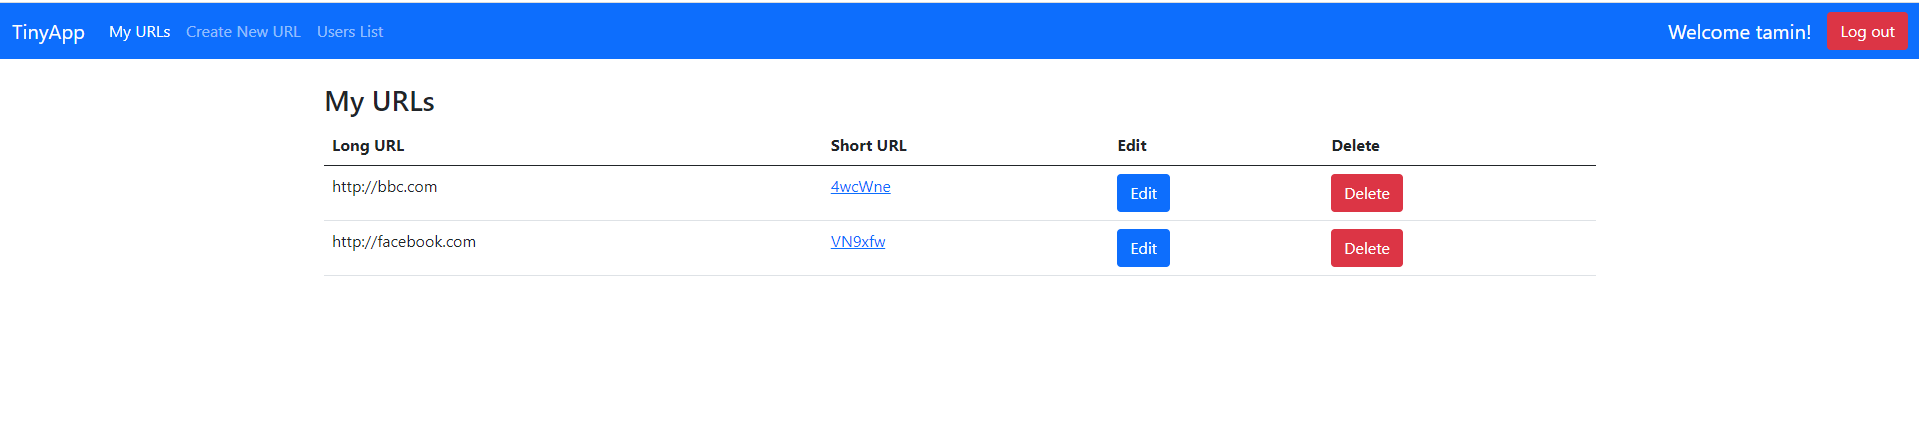 TinyApp My URLs Create New URL Users List Welcome tamin! Log out
My URLs
Long URL Short URL Edit Delete
http://bbc.com 4wcWne Edit Delete
http://facebook.com VN9xfw Edit Delete